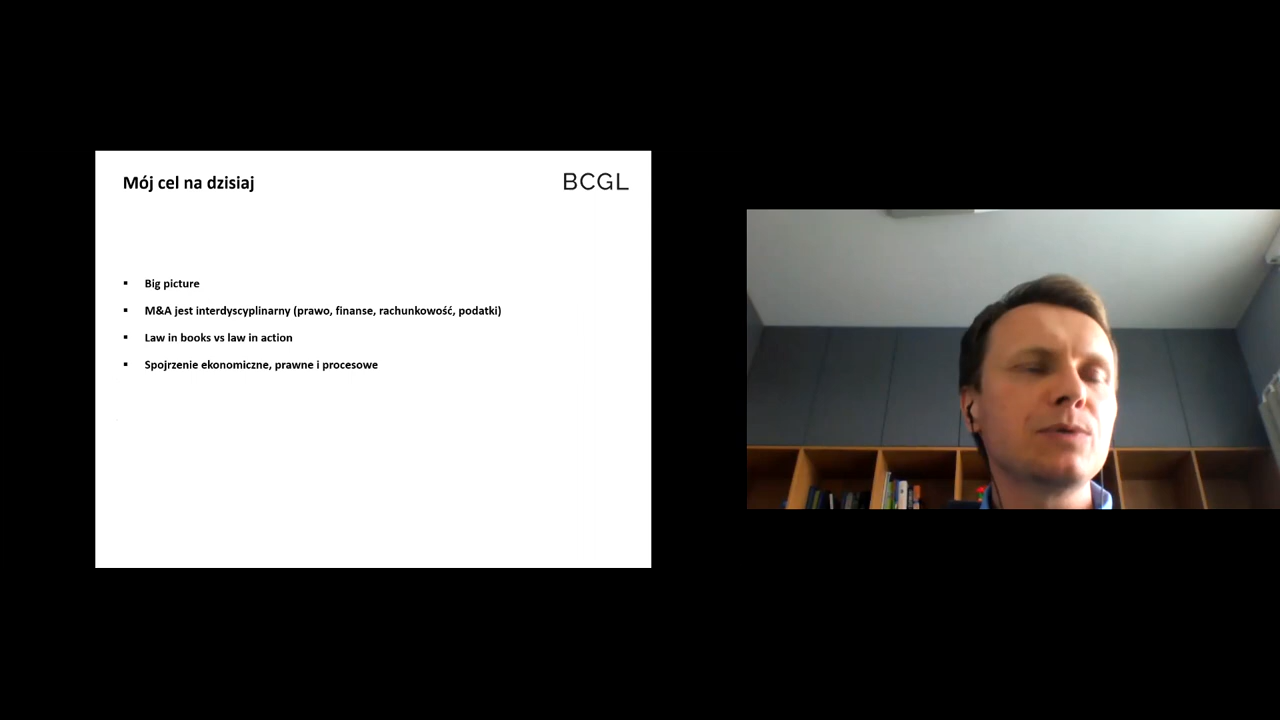 Mój cel na dzisiaj
BCGL
▪ Big picture
▪ M&A jest interdyscyplinarny (prawo, finanse, rachunkowość, podatki)
▪ Law in books vs law in action
▪ Spojrzenie ekonomiczne, prawne i procesowe